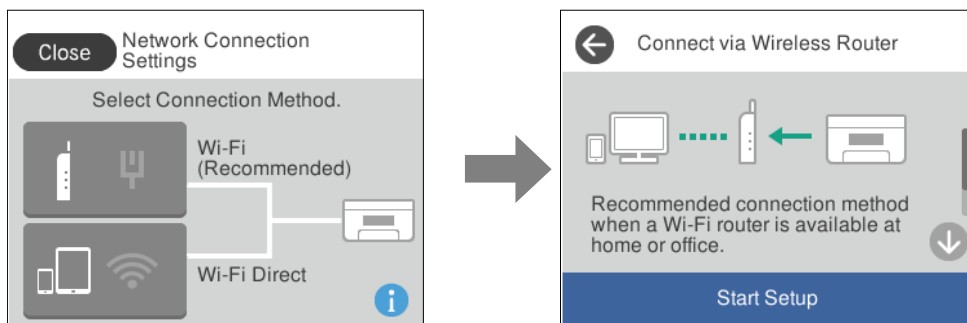 Close
Network Connection
Settings
Select Connection Method.
Wi-Fi
(Recommended)
Wi-Fi Direct
i
Connect via Wireless Router
Recommended connection method
when a Wi-Fi router is available at
home or office.
Start Setup